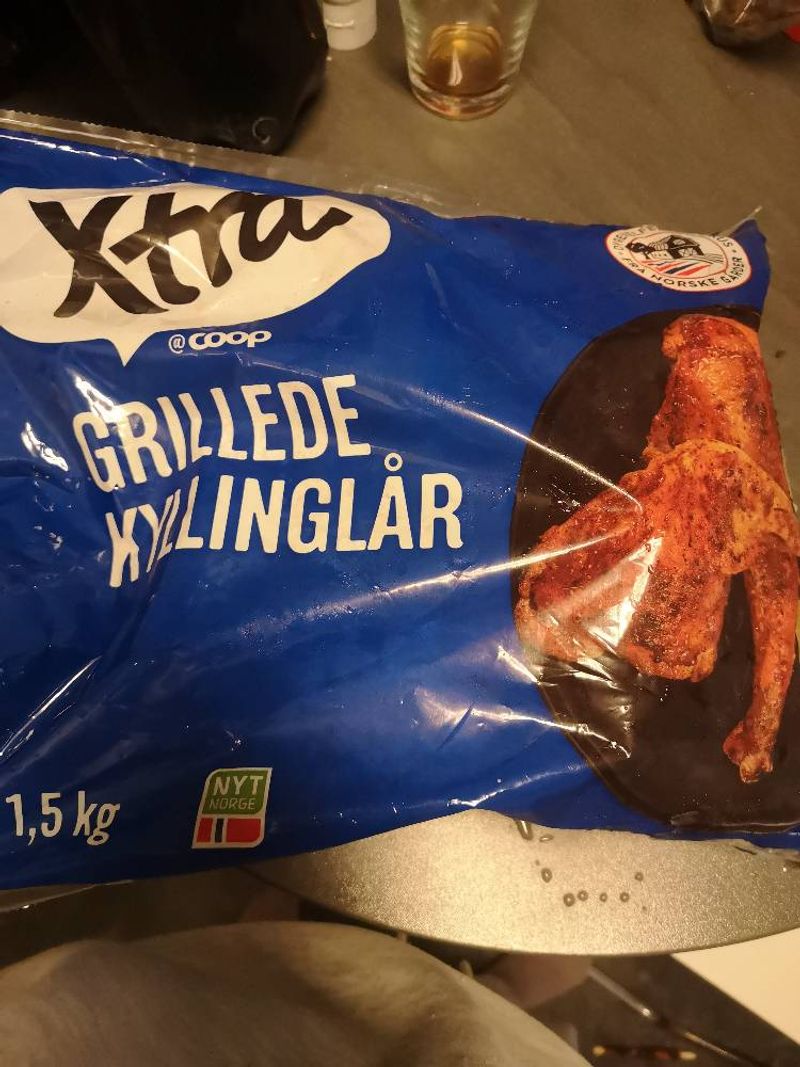 Xtra
@coop
FRA NORSKE GÅRDER
GRILLEDE
KYLLINGLÅR
1,5 kg
NYT
NORGE